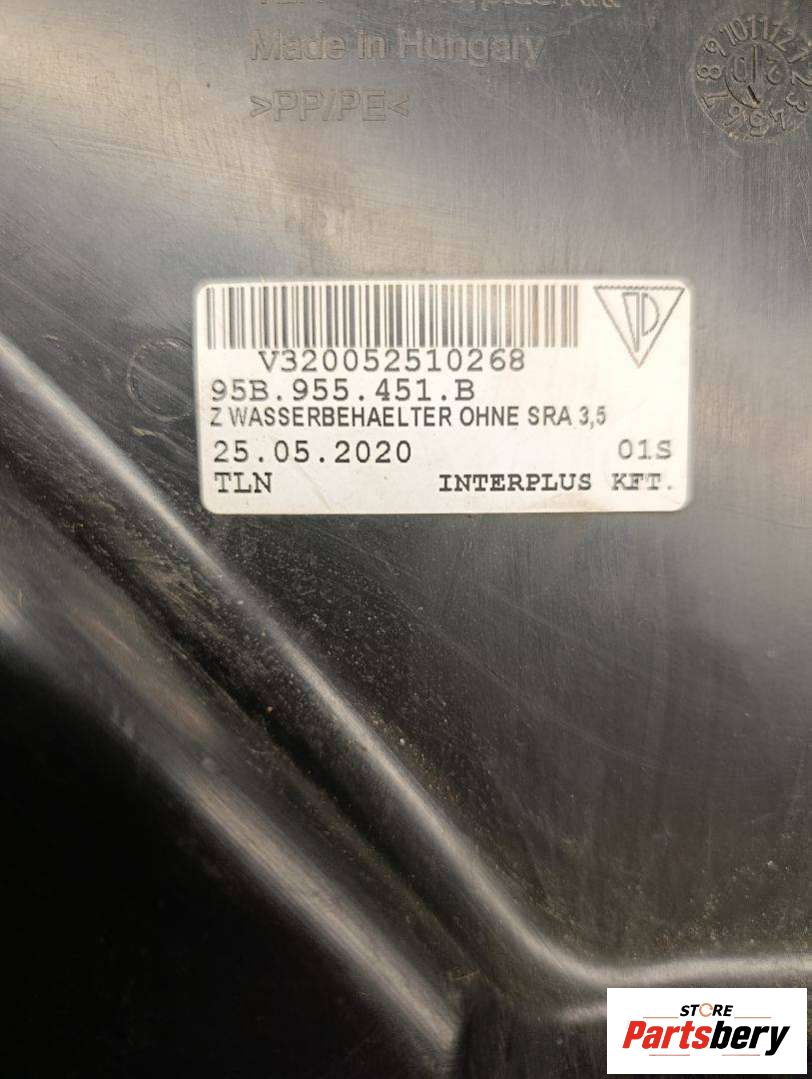 Made in Hungary
>PP/PE<
V320052510268
95B.955.451.B
Z WASSERBEHAELTER OHNE SRA 3,5
25.05.2020
01S
TLN
INTERPLUS KFT.
STORE
Partsbery